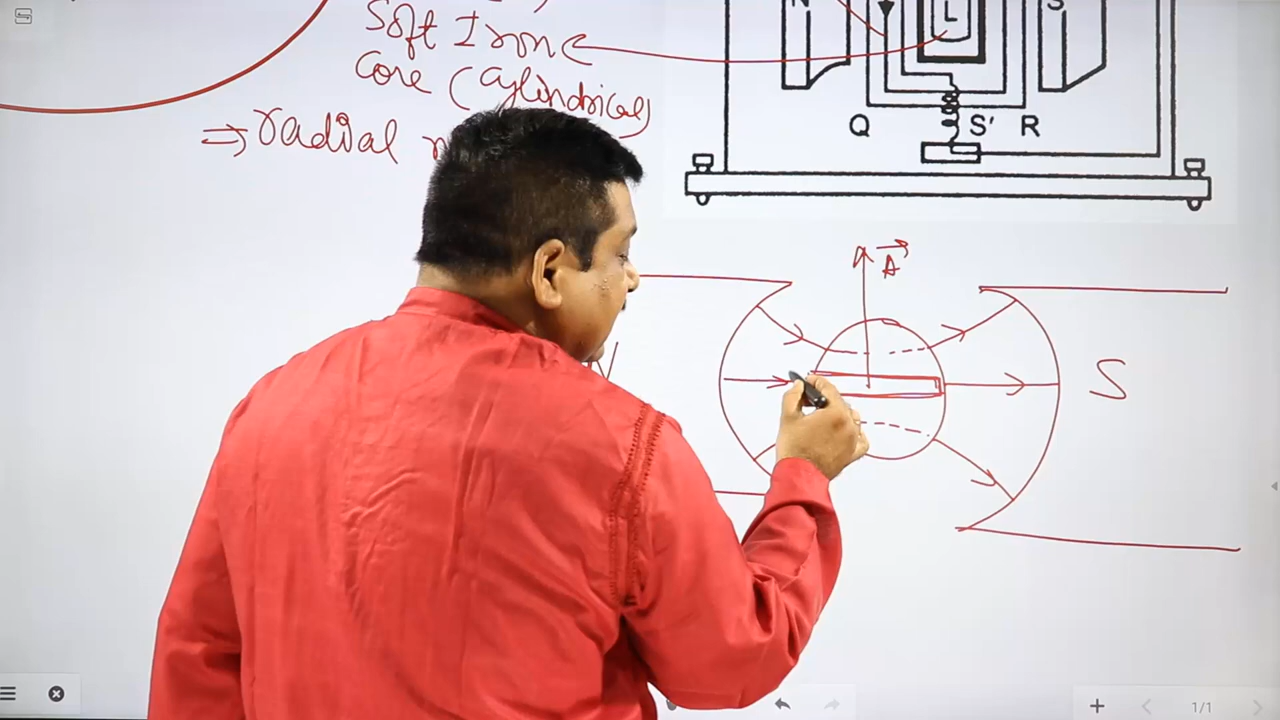 Soft Iron
Core (Cylindrical)
⇒ radial
N
L
S
Q
S'
R
A
N
S
1/1